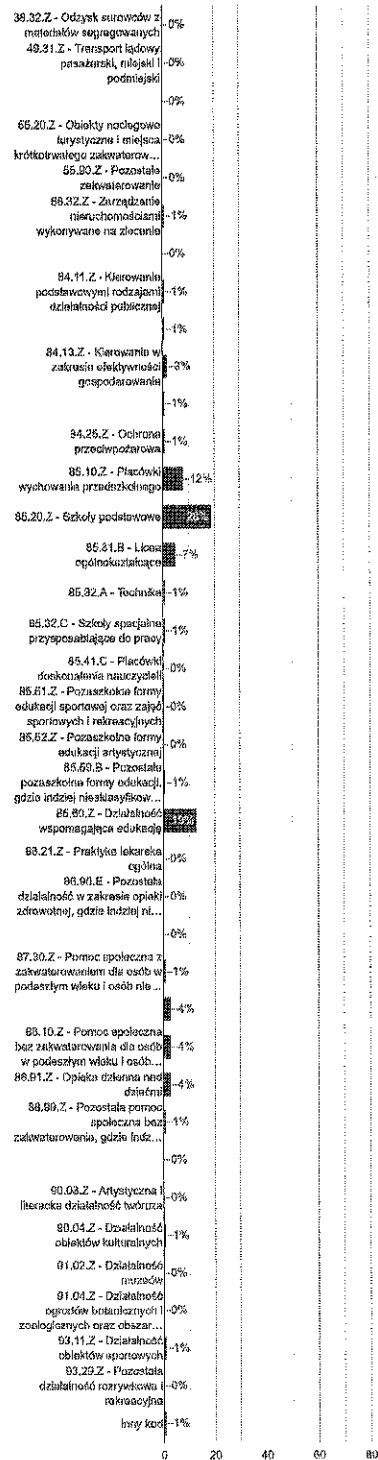 38.32.Z - Odzysk surowców z
materiałów segregowanych
0%
49.31.Z - Transport lądowy
pasażerski, miejski i
podmiejski
0%
0%
55.20.Z - Obiekty noclegowe
turystyczne i miejsca
krótkotrwałego zakwaterow...
0%
55.90.Z - Pozostałe
zakwaterowanie
0%
68.32.Z - Zarządzanie
nieruchomościami
wykonywane na zlecenie
1%
0%
84.11.Z - Kierowanie
podstawowymi rodzajami
działalności publicznej
1%
1%
84.13.Z - Kierowanie w
zakresie efektywności
gospodarowania
3%
1%
84.25.Z - Ochrona
przeciwpożarowa
1%
85.10.Z - Placówki
wychowania przedszkolnego
12%
85.20.Z - Szkoły podstawowe
85.31.B - Licea
ogólnokształcące
7%
85.32.A - Technika
1%
85.32.C - Szkoły specjalne
przysposabiające do pracy
1%
85.41.C - Placówki
doskonalenia nauczycieli
0%
85.51.Z - Pozaszkolne formy
edukacji sportowej oraz zajęć
sportowych i rekreacyjnych
0%
85.52.Z - Pozaszkolne formy
edukacji artystycznej
0%
85.59.B - Pozostałe
pozaszkolne formy edukacji,
gdzie indziej niesklasyfikow...
1%
85.60.Z - Działalność
wspomagająca edukację
86.21.Z - Praktyka lekarska
ogólna
0%
86.90.E - Pozostała
działalność w zakresie opieki
zdrowotnej, gdzie indziej ni...
0%
0%
87.30.Z - Pomoc społeczna z
zakwaterowaniem dla osób w
podeszłym wieku i osób nie...
1%
4%
88.10.Z - Pomoc społeczna
bez zakwaterowania dla osób
w podeszłym wieku i osób...
4%
88.91.Z - Opieka dzienna nad
dziećmi
4%
88.99.Z - Pozostała pomoc
społeczna bez
zakwaterowania, gdzie indz...
1%
0%
90.03.Z - Artystyczna i
literacka działalność twórcza
0%
90.04.Z - Działalność
obiektów kulturalnych
1%
91.02.Z - Działalność
muzeów
0%
91.04.Z - Działalność
ogrodów botanicznych i
zoologicznych oraz obszar...
0%
93.11.Z - Działalność
obiektów sportowych
1%
93.29.Z - Pozostała
działalność rozrywkowa i
rekreacyjna
0%
Inny kod
1%
0 20 40 60 80